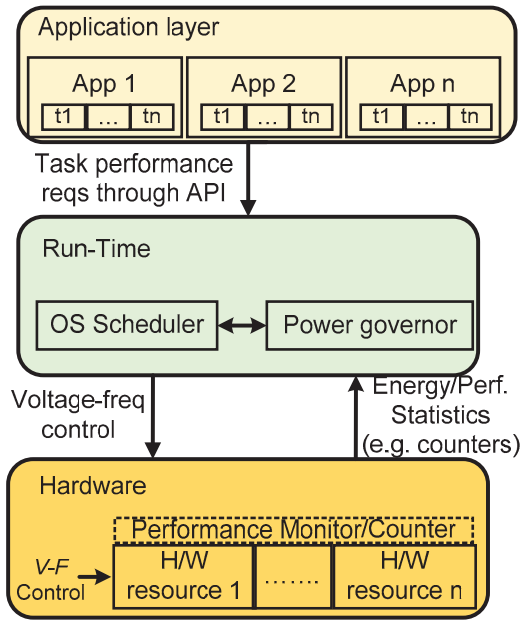 Application layer
App 1
App 2
App n
t1 ... tn
t1 ... tn
t1 ... tn
Task performance
reqs through API
Run-Time
OS Scheduler
Power governor
Voltage-freq
control
Energy/Perf.
Statistics
(e.g. counters)
Hardware
Performance Monitor/Counter
V-F
Control
H/W
resource 1
.......
H/W
resource n